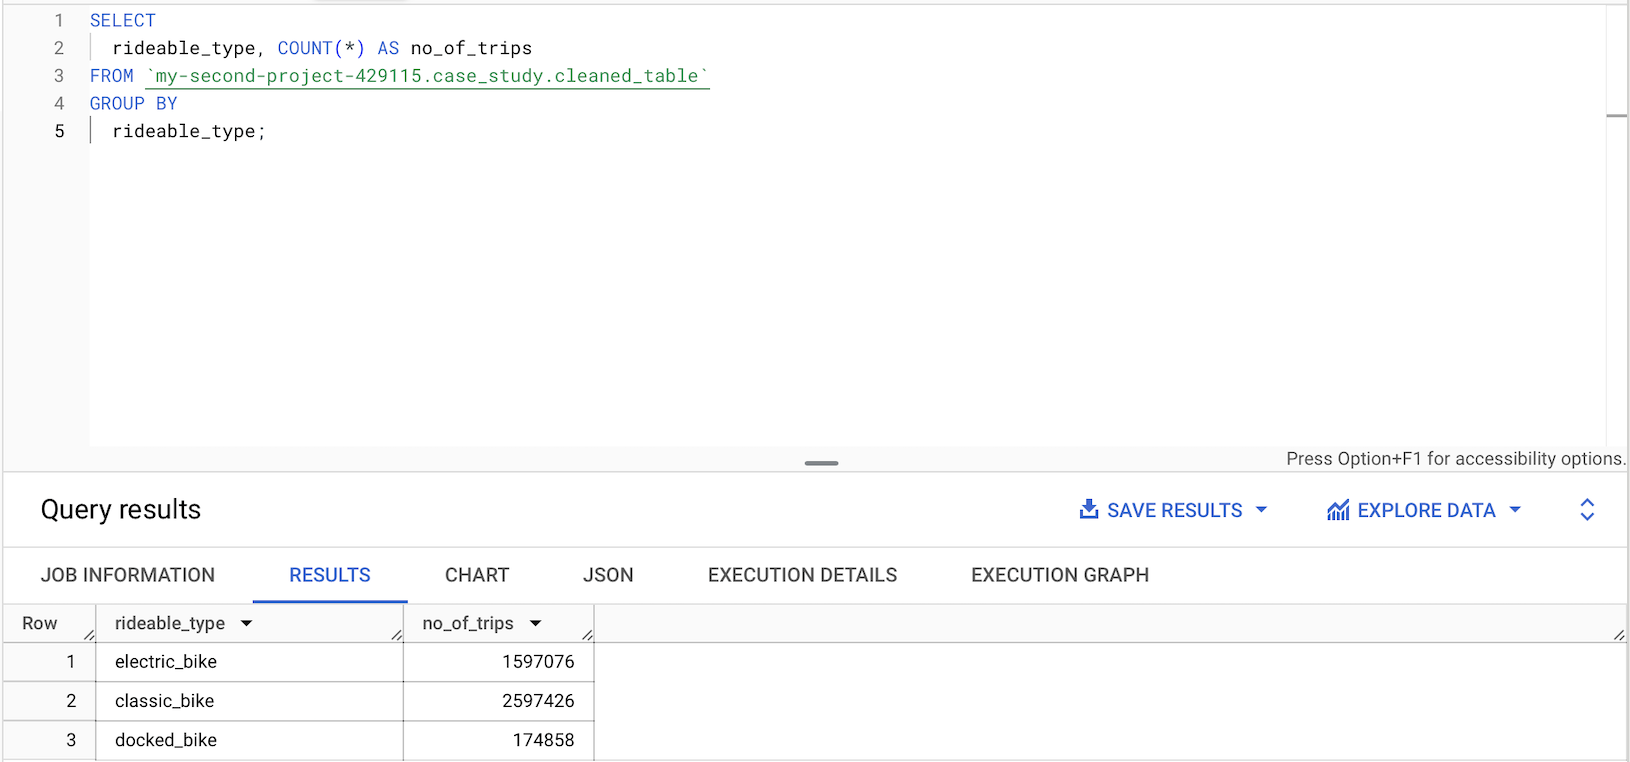 1 SELECT
2 rideable_type, COUNT(*) AS no_of_trips
3 FROM `my-second-project-429115.case_study.cleaned_table`
4 GROUP BY
5 rideable_type;
Press Option+F1 for accessibility options.
Query results SAVE RESULTS EXPLORE DATA
JOB INFORMATION RESULTS CHART JSON EXECUTION DETAILS EXECUTION GRAPH
Row rideable_type no_of_trips
1 electric_bike 1597076
2 classic_bike 2597426
3 docked_bike 174858